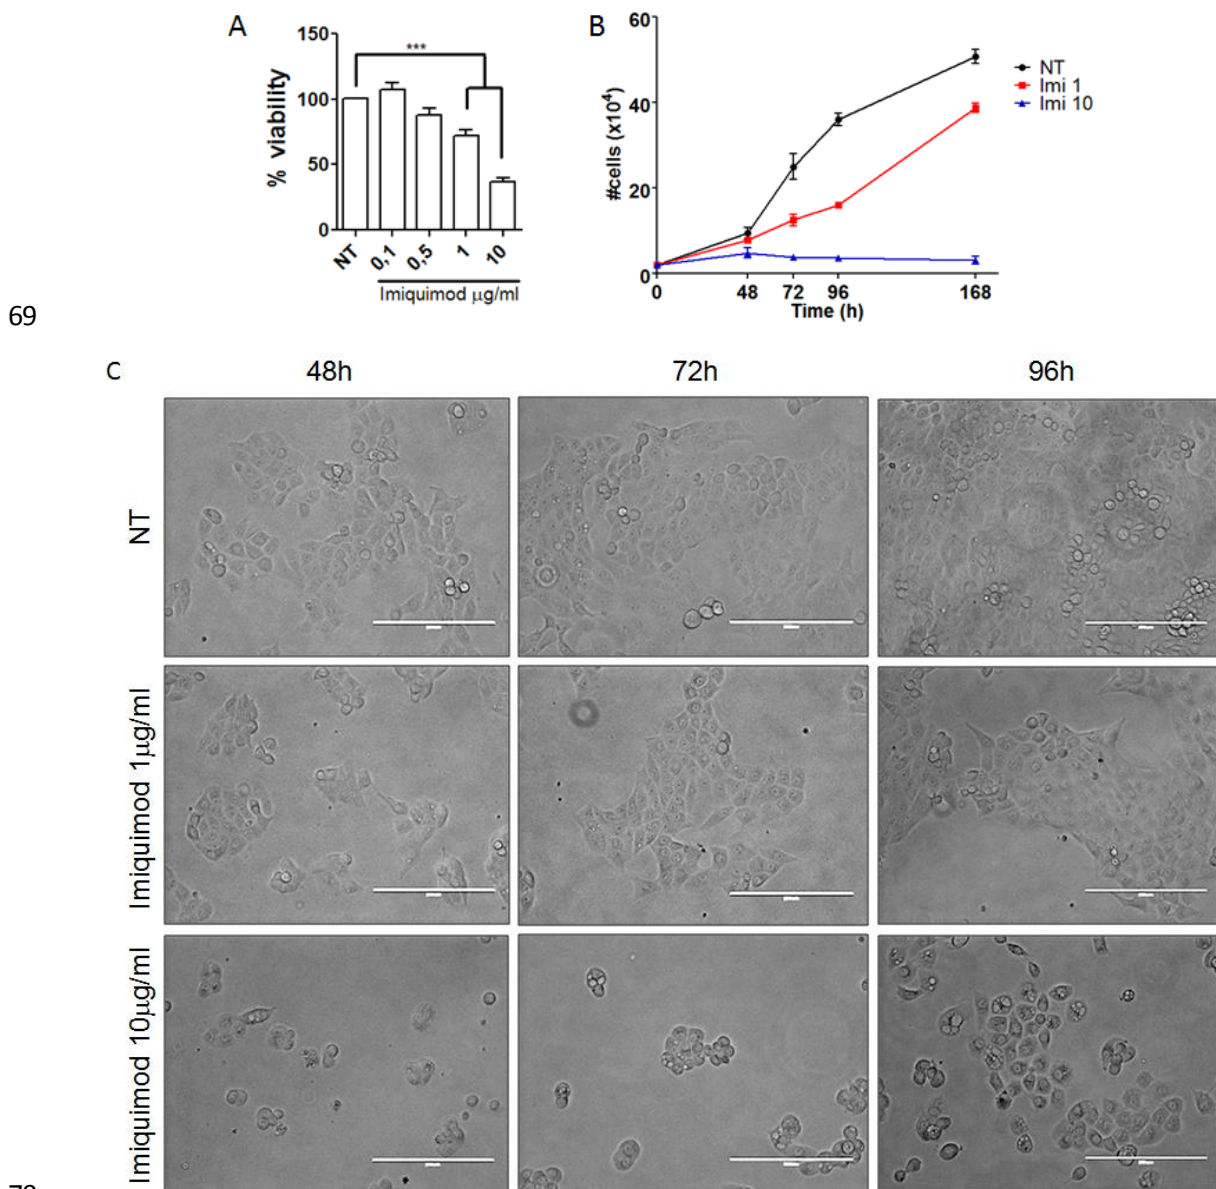 A
150
100
50
0
% viability
***
NT
0,1
0,5
1
10
Imiquimod μg/ml
B
60
40
20
0
#cells (x10⁴)
0
48
72
96
168
Time (h)
NT
Imi 1
Imi 10
69
C
48h
72h
96h
NT
Imiquimod 1μg/ml
Imiquimod 10μg/ml